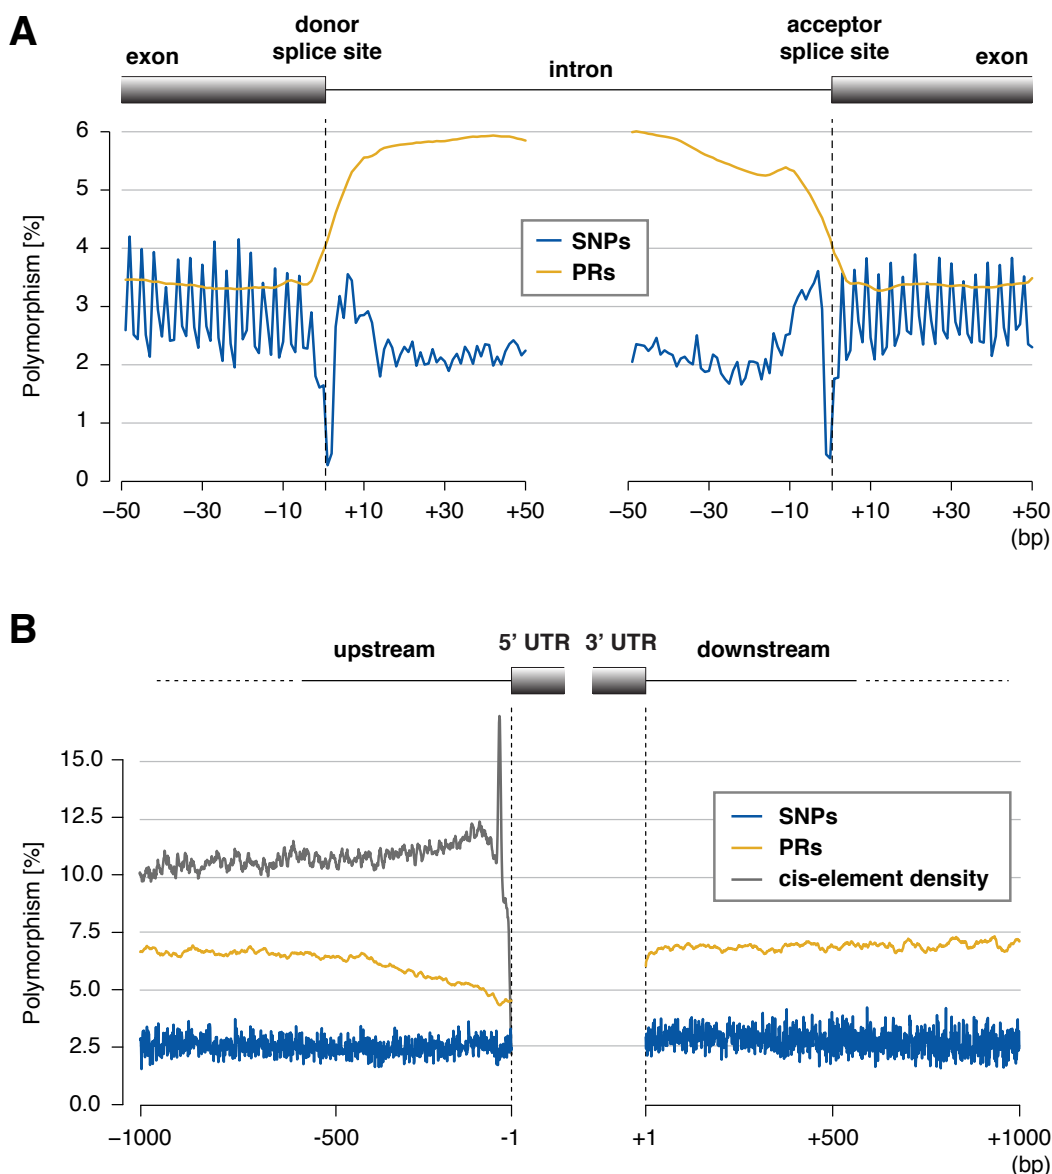 A
donor
splice site
acceptor
splice site
exon
intron
exon
6
5
4
3
2
1
0
Polymorphism [%]
SNPs
PRs
−50
−30
−10
+10
+30
+50
−50
−30
−10
+10
+30
+50
(bp)
B
upstream
5’ UTR
3’ UTR
downstream
15.0
12.5
10.0
7.5
5.0
2.5
0.0
Polymorphism [%]
SNPs
PRs
cis-element density
−1000
-500
-1
+1
+500
+1000
(bp)